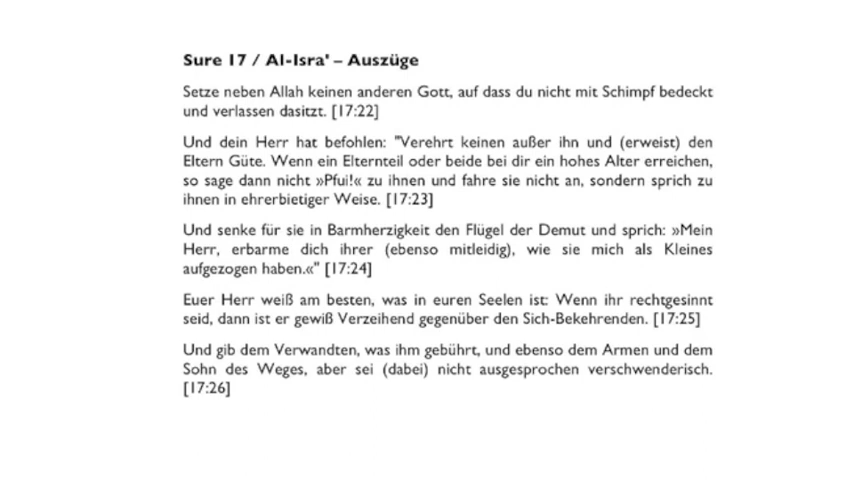 Sure 17 / Al-Isra' – Auszüge
Setze neben Allah keinen anderen Gott, auf dass du nicht mit Schimpf bedeckt
und verlassen dasitzt. [17:22]
Und dein Herr hat befohlen: "Verehrt keinen außer ihn und (erweist) den
Eltern Güte. Wenn ein Elternteil oder beide bei dir ein hohes Alter erreichen,
so sage dann nicht »Pfui!« zu ihnen und fahre sie nicht an, sondern sprich zu
ihnen in ehrerbietiger Weise. [17:23]
Und senke für sie in Barmherzigkeit den Flügel der Demut und sprich: »Mein
Herr, erbarme dich ihrer (ebenso mitleidig), wie sie mich als Kleines
aufgezogen haben.«" [17:24]
Euer Herr weiß am besten, was in euren Seelen ist: Wenn ihr rechtgesinnt
seid, dann ist er gewiß Verzeihend gegenüber den Sich-Bekehrenden. [17:25]
Und gib dem Verwandten, was ihm gebührt, und ebenso dem Armen und dem
Sohn des Weges, aber sei (dabei) nicht ausgesprochen verschwenderisch.
[17:26]